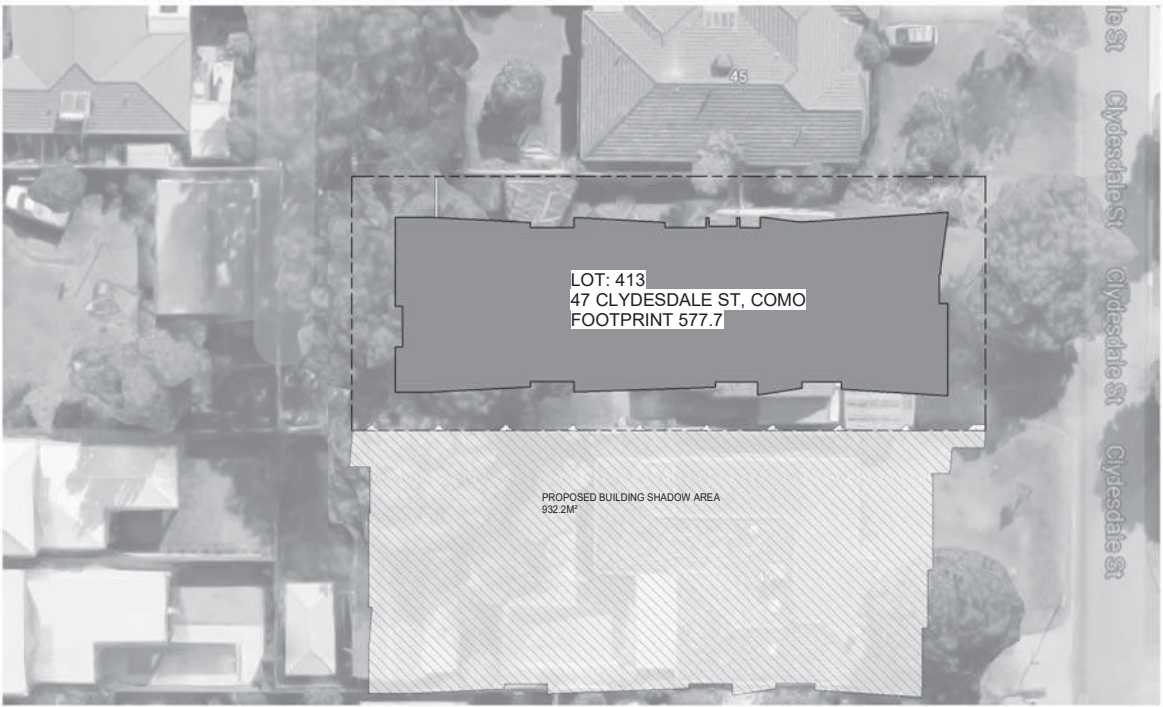 le St
45
Clydesdale St
LOT: 413
47 CLYDESDALE ST, COMO
FOOTPRINT 577.7
Clydesdale St
Clydesdale St
PROPOSED BUILDING SHADOW AREA
932.2M²